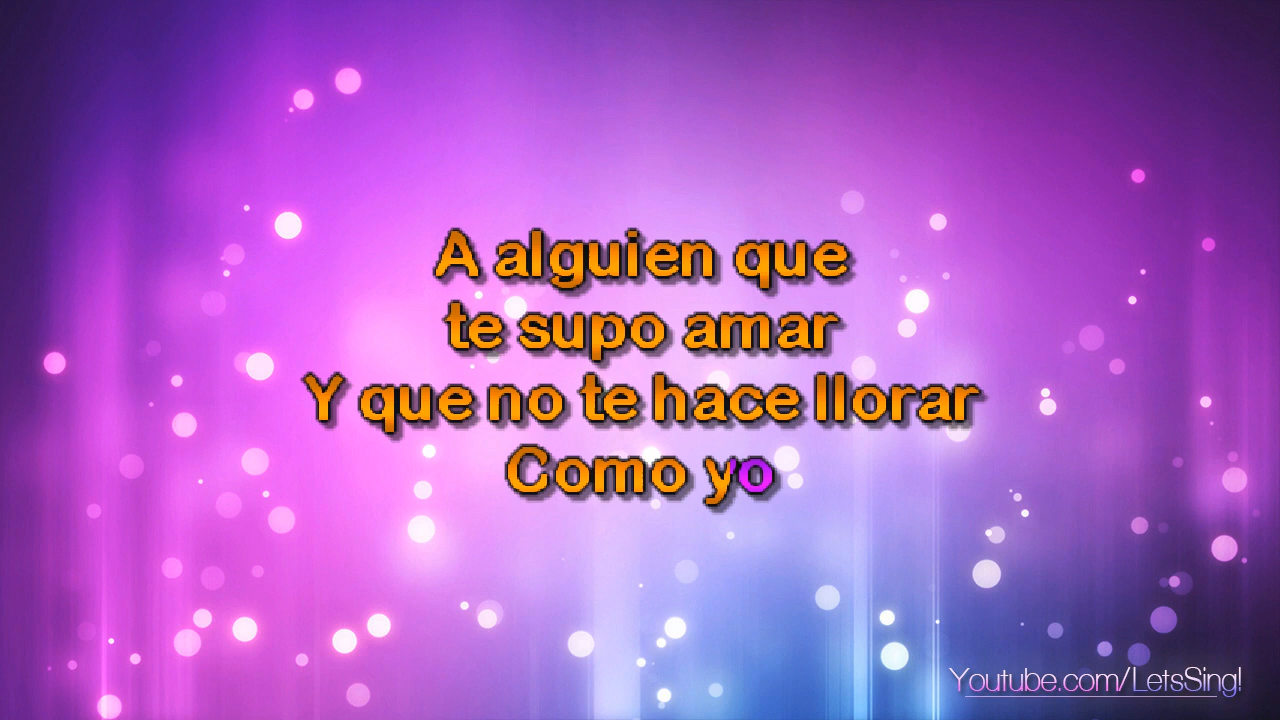 A alguien que
te supo amar
Y que no te hace llorar
Como yo
Youtube.com/LetsSing!